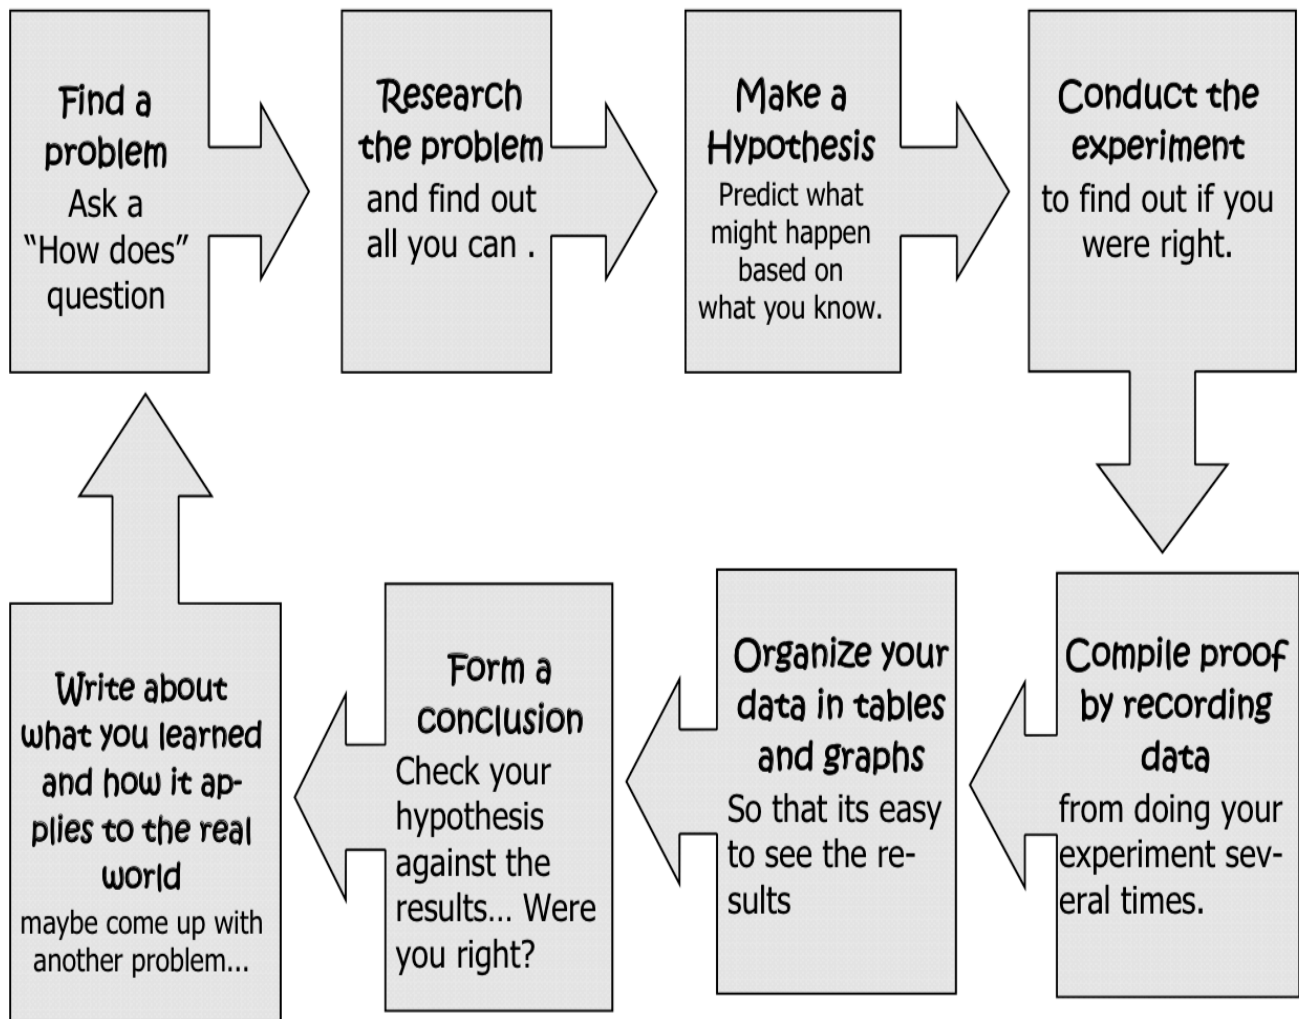 Find a
problem
Ask a
“How does”
question
Research
the problem
and find out
all you can .
Make a
Hypothesis
Predict what
might happen
based on
what you know.
Conduct the
experiment
to find out if you
were right.
Compile proof
by recording
data
from doing your
experiment sev-
eral times.
Organize your
data in tables
and graphs
So that its easy
to see the re-
sults
Form a
conclusion
Check your
hypothesis
against the
results... Were
you right?
Write about
what you learned
and how it ap-
plies to the real
world
maybe come up with
another problem...